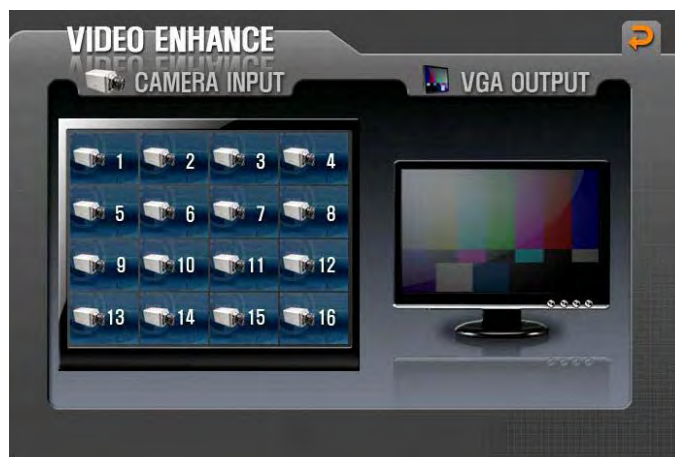 VIDEO ENHANCE
CAMERA INPUT
VGA OUTPUT
1 2 3 4
5 6 7 8
9 10 11 12
13 14 15 16